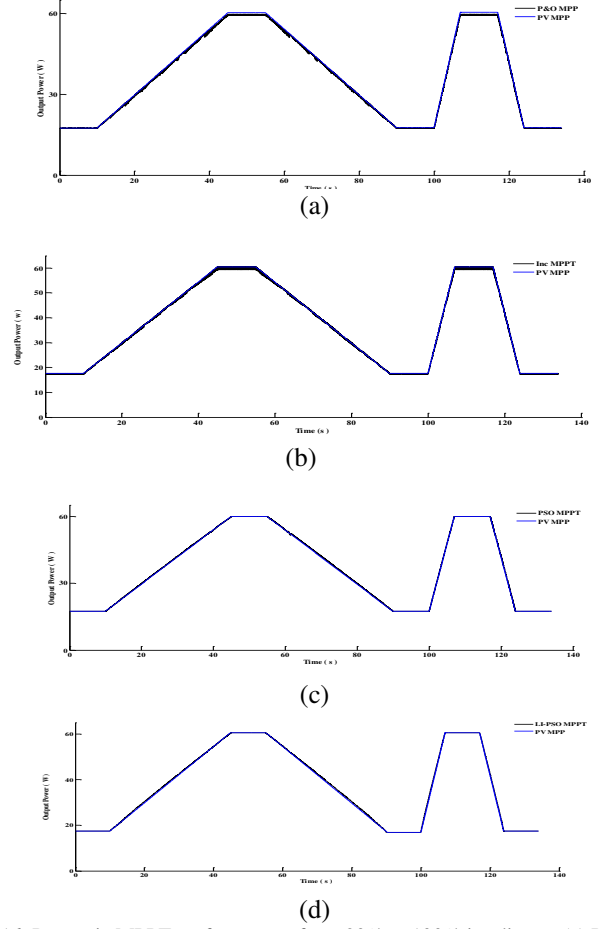 60
30
0
Output Power ( W )
P&O MPP
PV MPP
0 20 40 60 80 100 120 140
Time ( s )
(a)
60
50
40
30
20
10
0
Output Power ( w )
Inc MPPT
PV MPP
0 20 40 60 80 100 120 140
Time (s )
(b)
60
30
0
Output Power ( W )
PSO MPPT
PV MPP
0 20 40 60 80 100 120 140
Time ( s )
(c)
60
40
20
0
Output Power ( W )
LI-PSO MPPT
PV MPP
0 20 40 60 80 100 120 140
Time ( s )
(d)